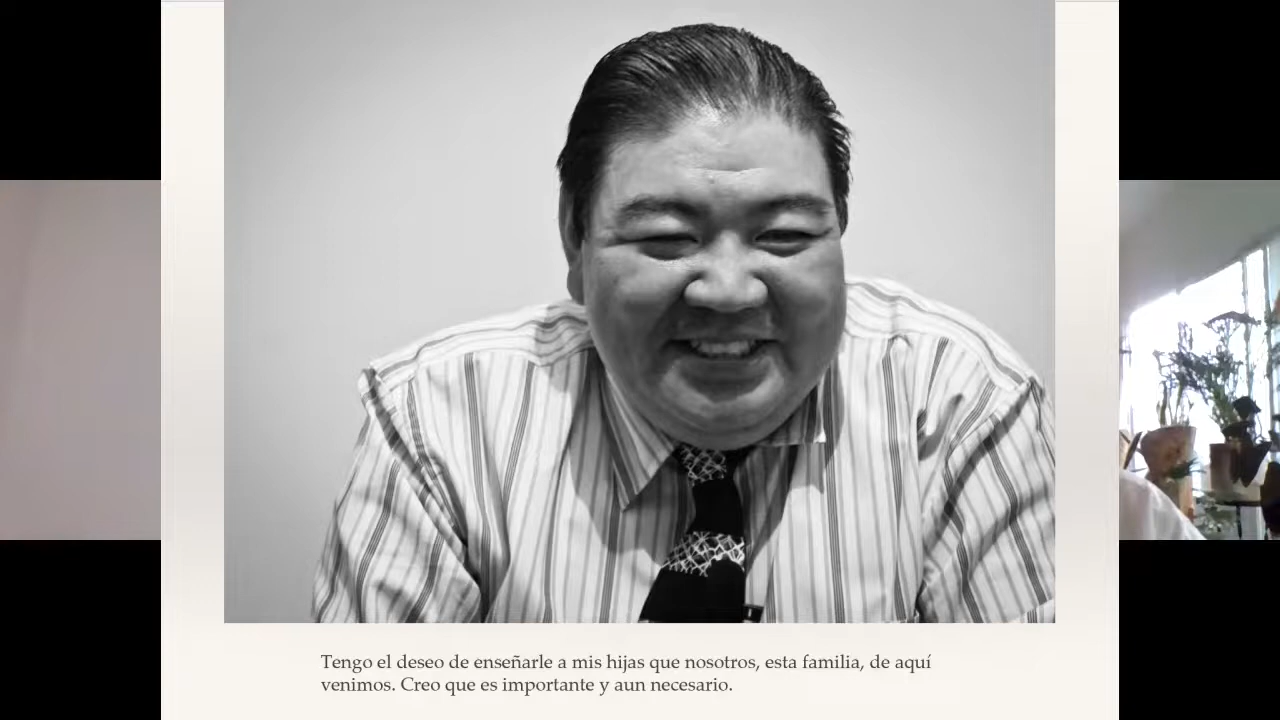 Tengo el deseo de enseñarle a mis hijas que nosotros, esta familia, de aquí
venimos. Creo que es importante y aun necesario.